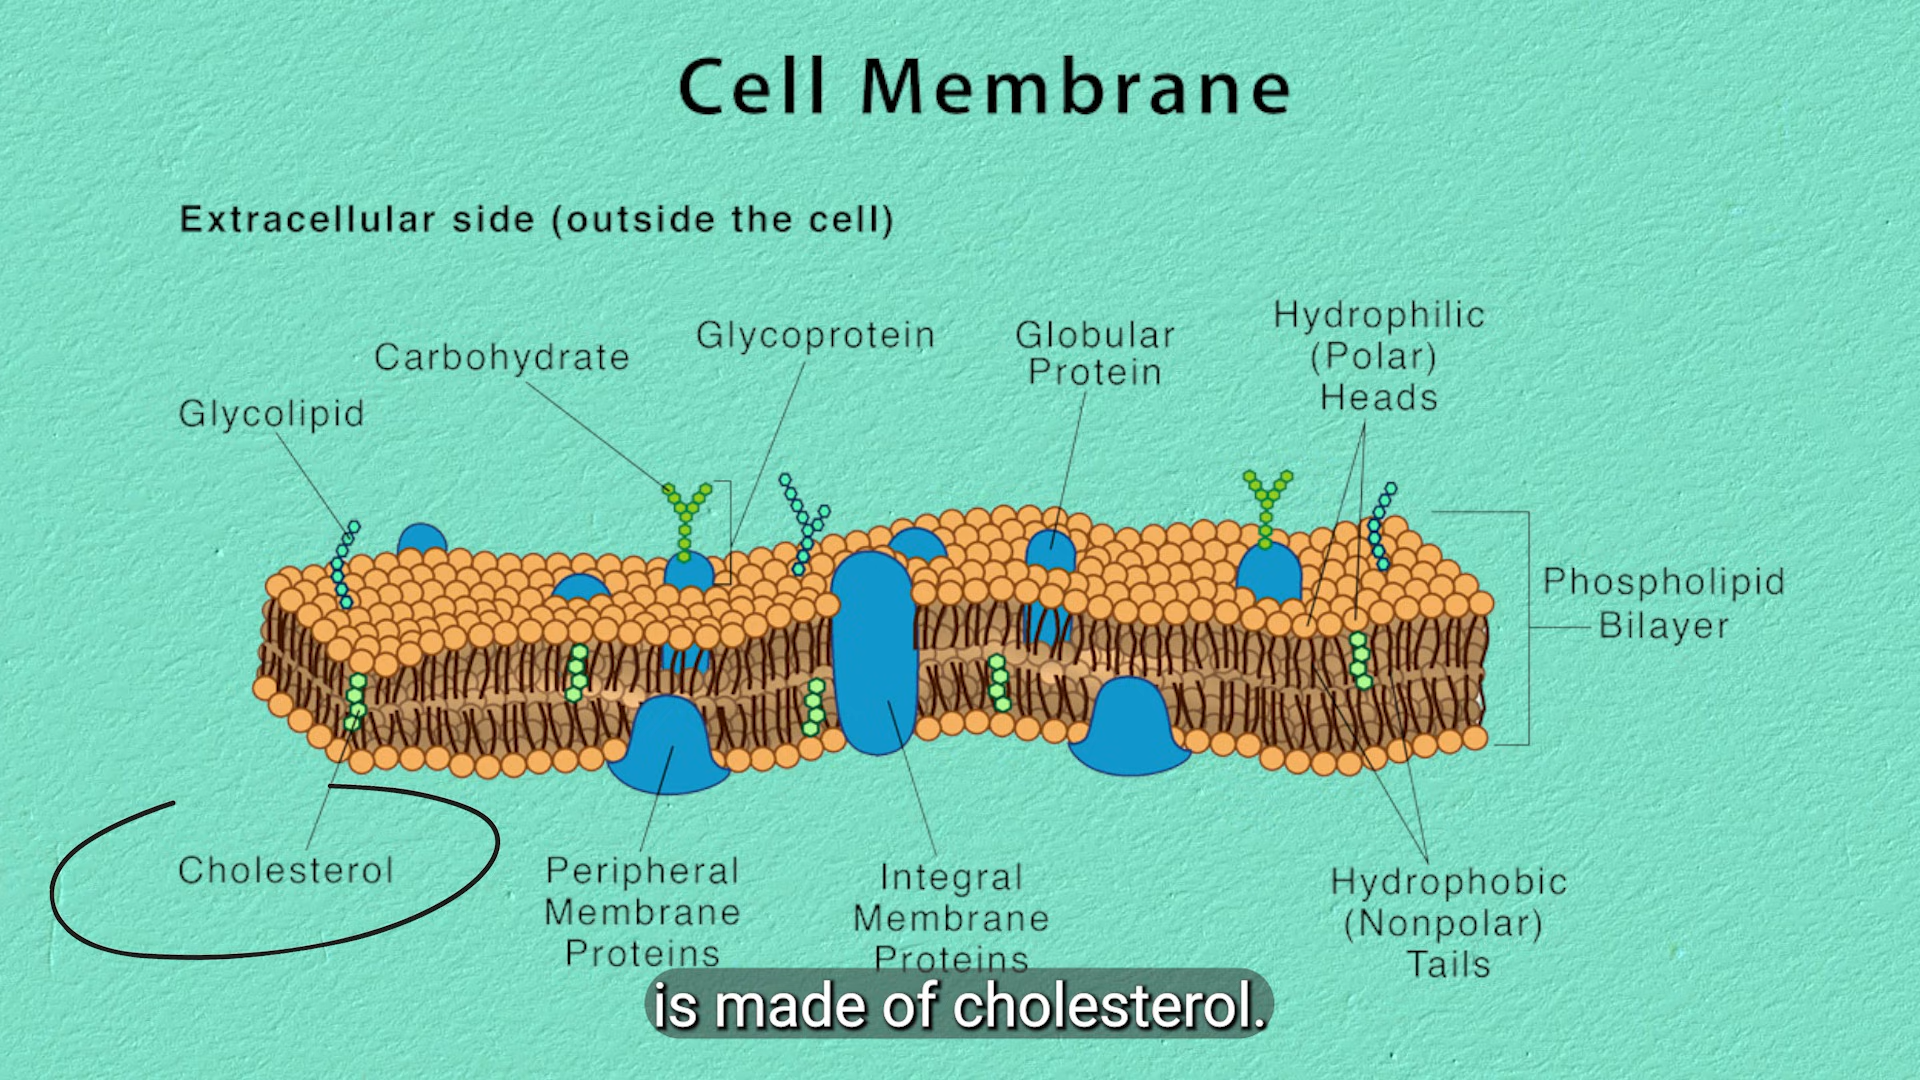 Cell Membrane
Extracellular side (outside the cell)
Glycolipid
Carbohydrate
Glycoprotein
Globular
Protein
Hydrophilic
(Polar)
Heads
Phospholipid
Bilayer
Cholesterol
Peripheral
Membrane
Proteins
Integral
Membrane
Proteins
Hydrophobic
(Nonpolar)
Tails
is made of cholesterol.